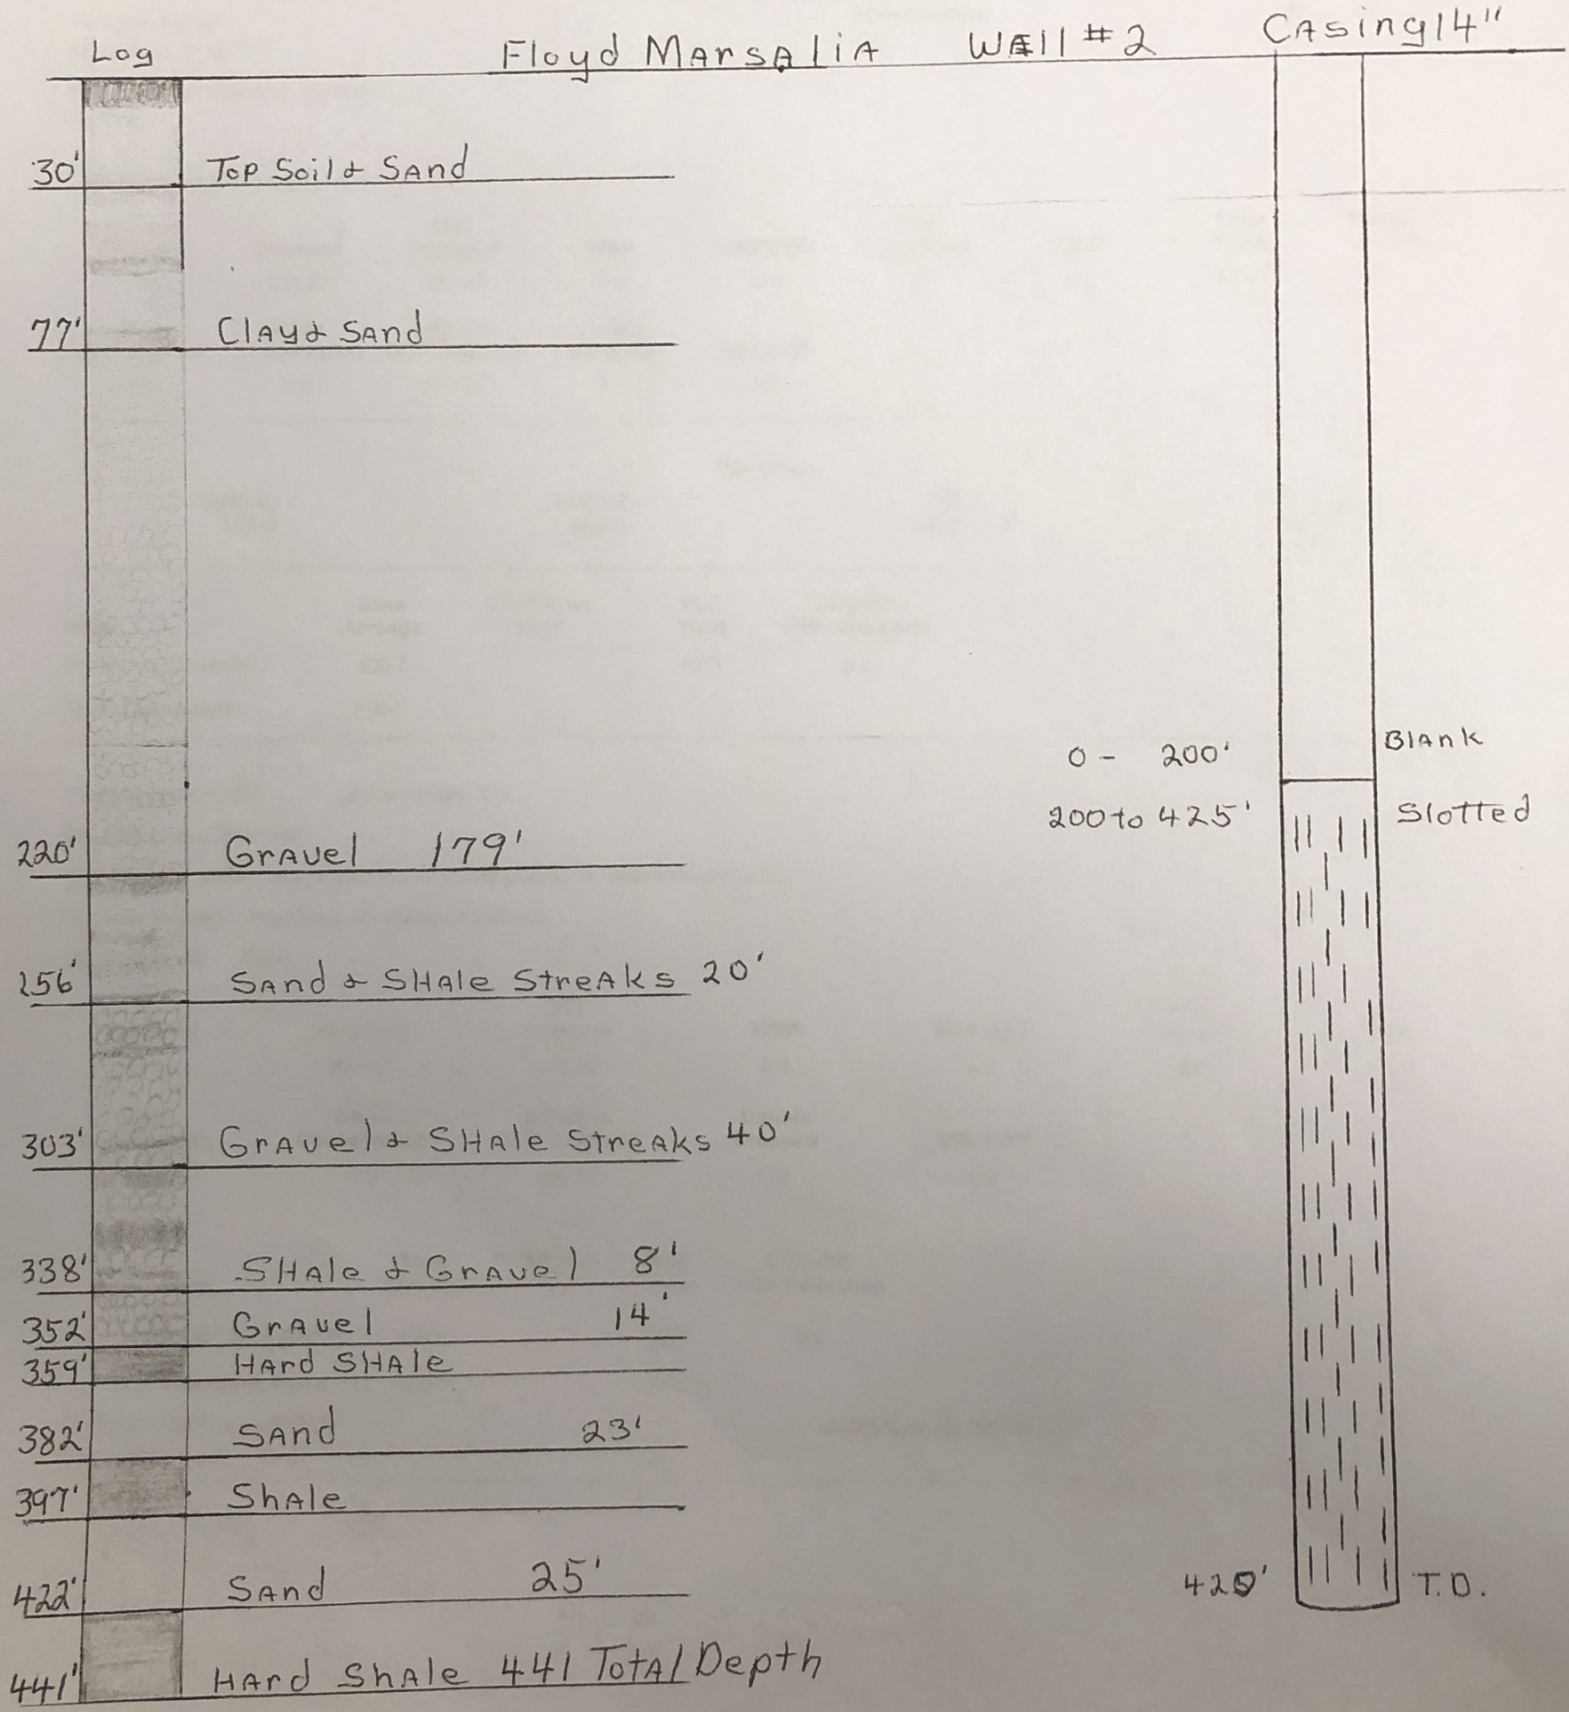 Log Floyd Marsalia Well #2 Casing 14"
30' Top Soil & Sand
77' Clay & Sand
0 - 200' Blank
200 to 425' Slotted
220' Gravel 179'
256' Sand & Shale Streaks 20'
303' Gravel & Shale Streaks 40'
338' Shale & Gravel 8'
352' Gravel 14'
359' Hard Shale
382' Sand 23'
397' Shale
422' Sand 25'
425' T.D.
441' Hard Shale 441 Total Depth